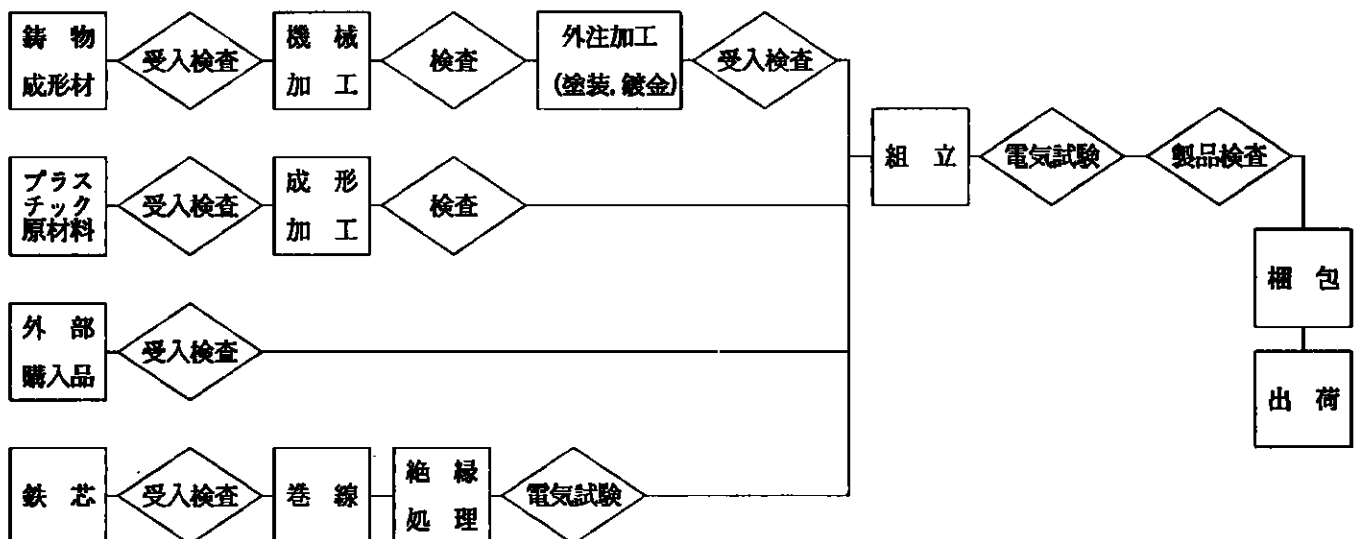 鋳物
成形材
受入検査
機械
加工
検査
外注加工
(塗装,鍍金)
受入検査
プラス
チック
原材料
受入検査
成形
加工
検査
外部
購入品
受入検査
鉄芯
受入検査
巻線
絶縁
処理
電気試験
組立
電気試験
製品検査
梱包
出荷